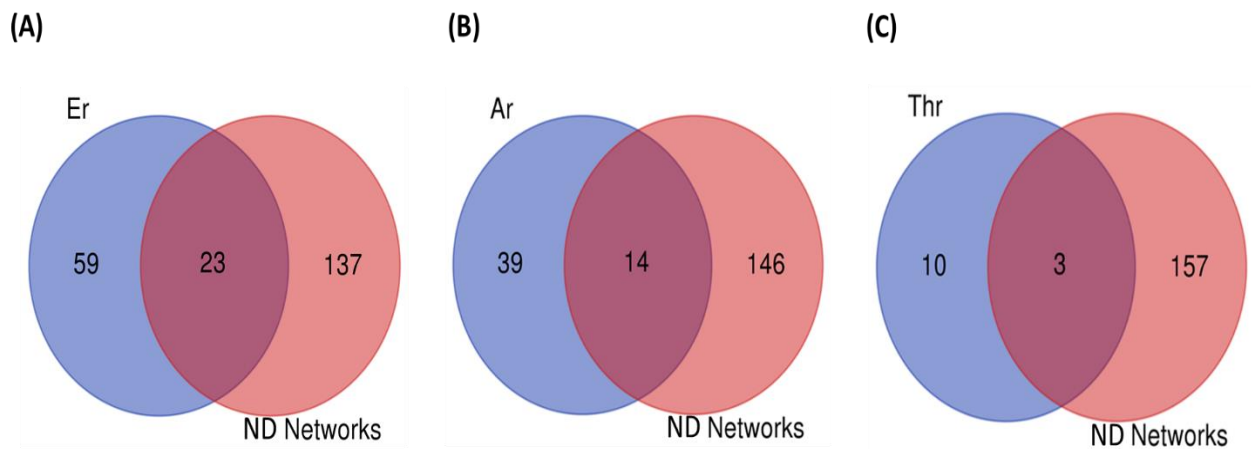 (A)
(B)
(C)
Er
Ar
Thr
59
23
137
39
14
146
10
3
157
ND Networks
ND Networks
ND Networks